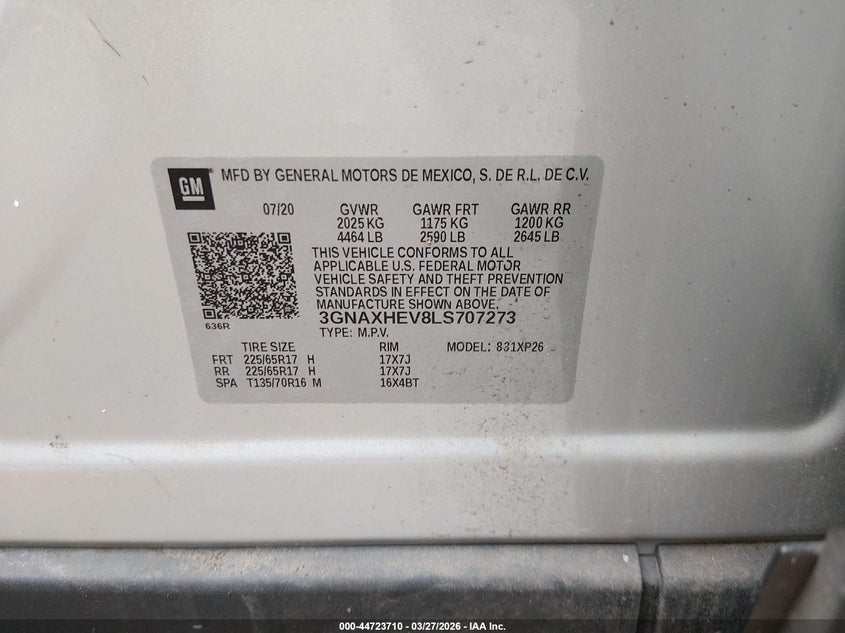 GM
MFD BY GENERAL MOTORS DE MEXICO, S. DE R.L. DE C.V.
07/20 GVWR GAWR FRT GAWR RR
2025 KG 1175 KG 1200 KG
4464 LB 2590 LB 2645 LB
THIS VEHICLE CONFORMS TO ALL
APPLICABLE U.S. FEDERAL MOTOR
VEHICLE SAFETY AND THEFT PREVENTION
STANDARDS IN EFFECT ON THE DATE OF
MANUFACTURE SHOWN ABOVE.
3GNAXHEV8LS707273
636R
TYPE: M.P.V.
TIRE SIZE RIM MODEL: 831XP26
FRT 225/65R17 H 17X7J
RR 225/65R17 H 17X7J
SPA T135/70R16 M 16X4BT
000-44723710 — 03/27/2026 — IAA Inc.